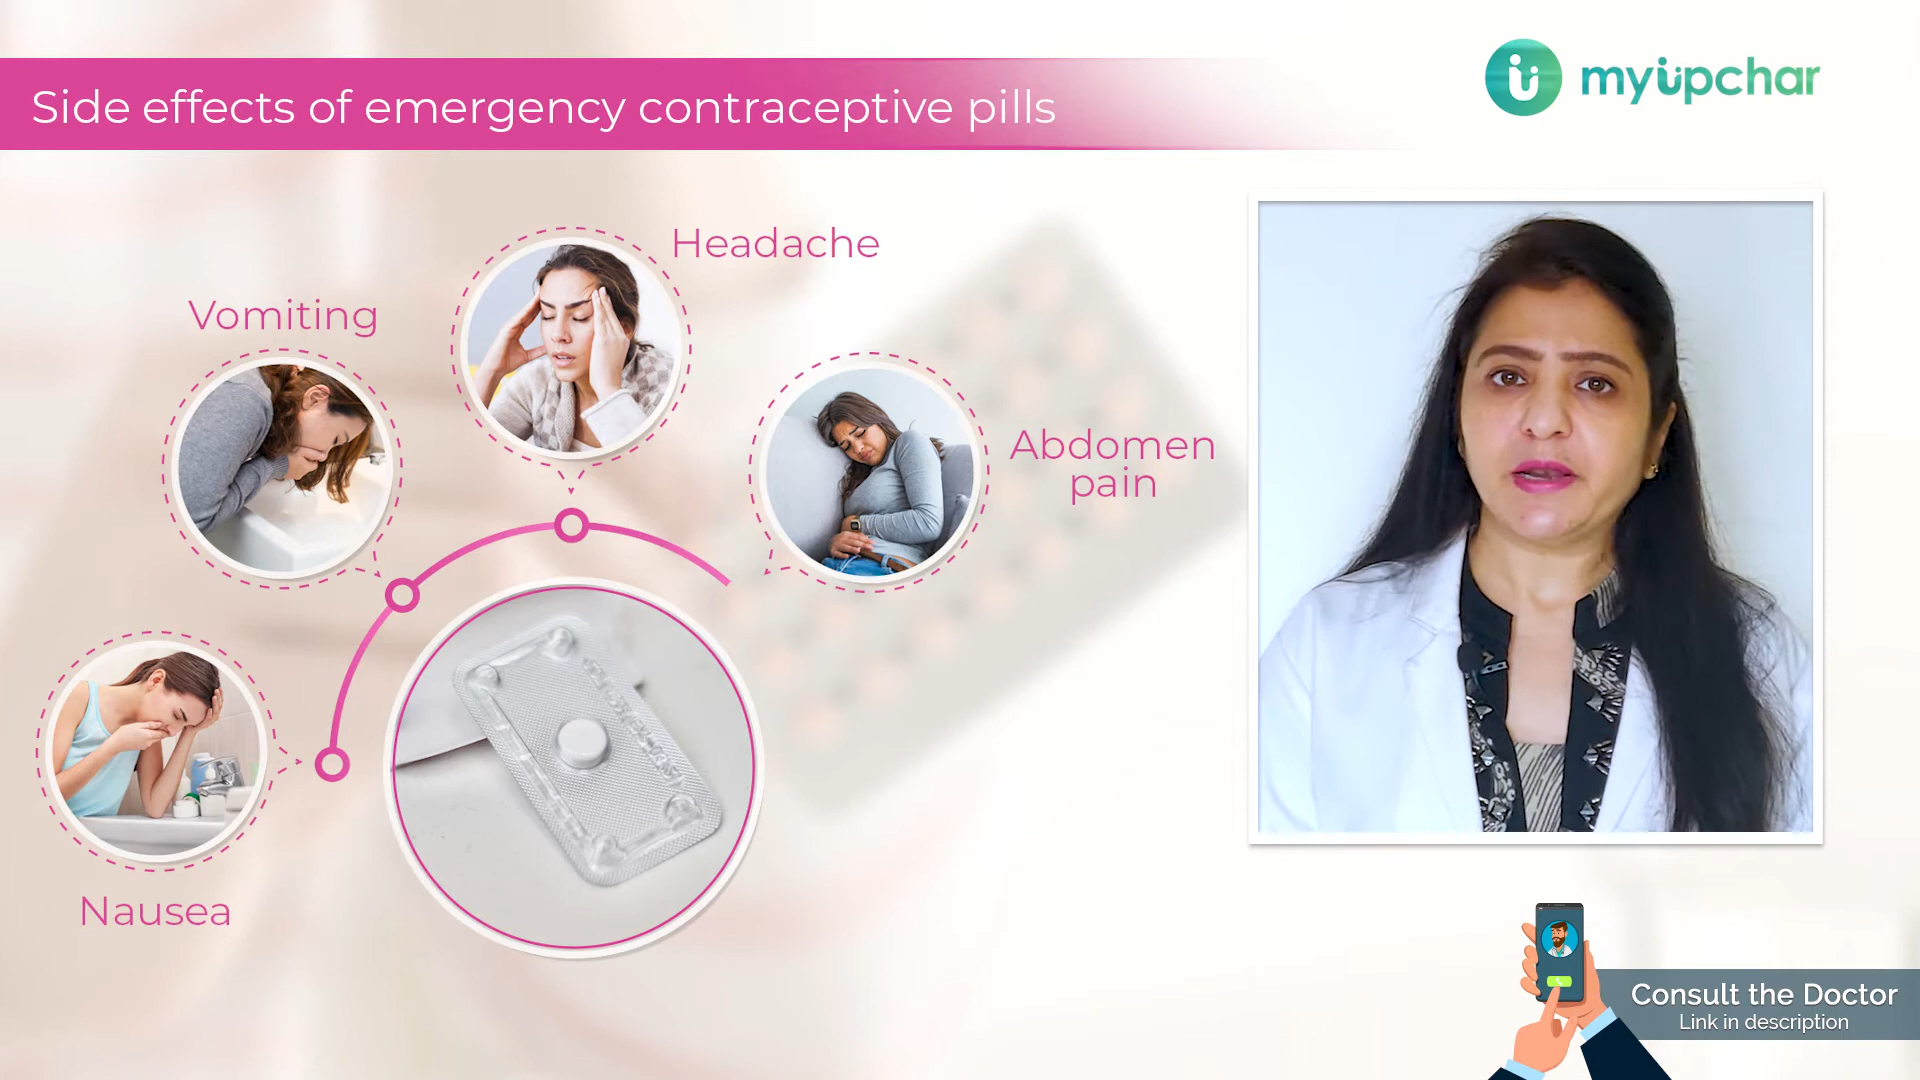 Side effects of emergency contraceptive pills
myupchar
Headache
Vomiting
Abdomen
pain
Nausea
Consult the Doctor
Link in description